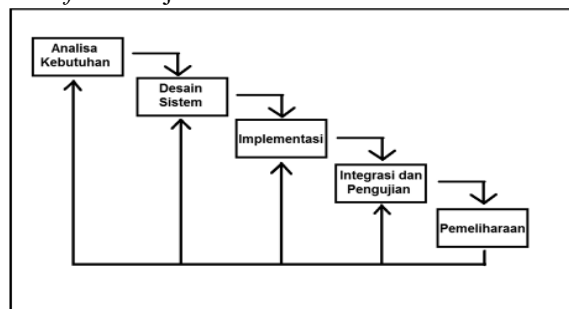 Analisa
Kebutuhan
Desain
Sistem
Implementasi
Integrasi dan
Pengujian
Pemeliharaan